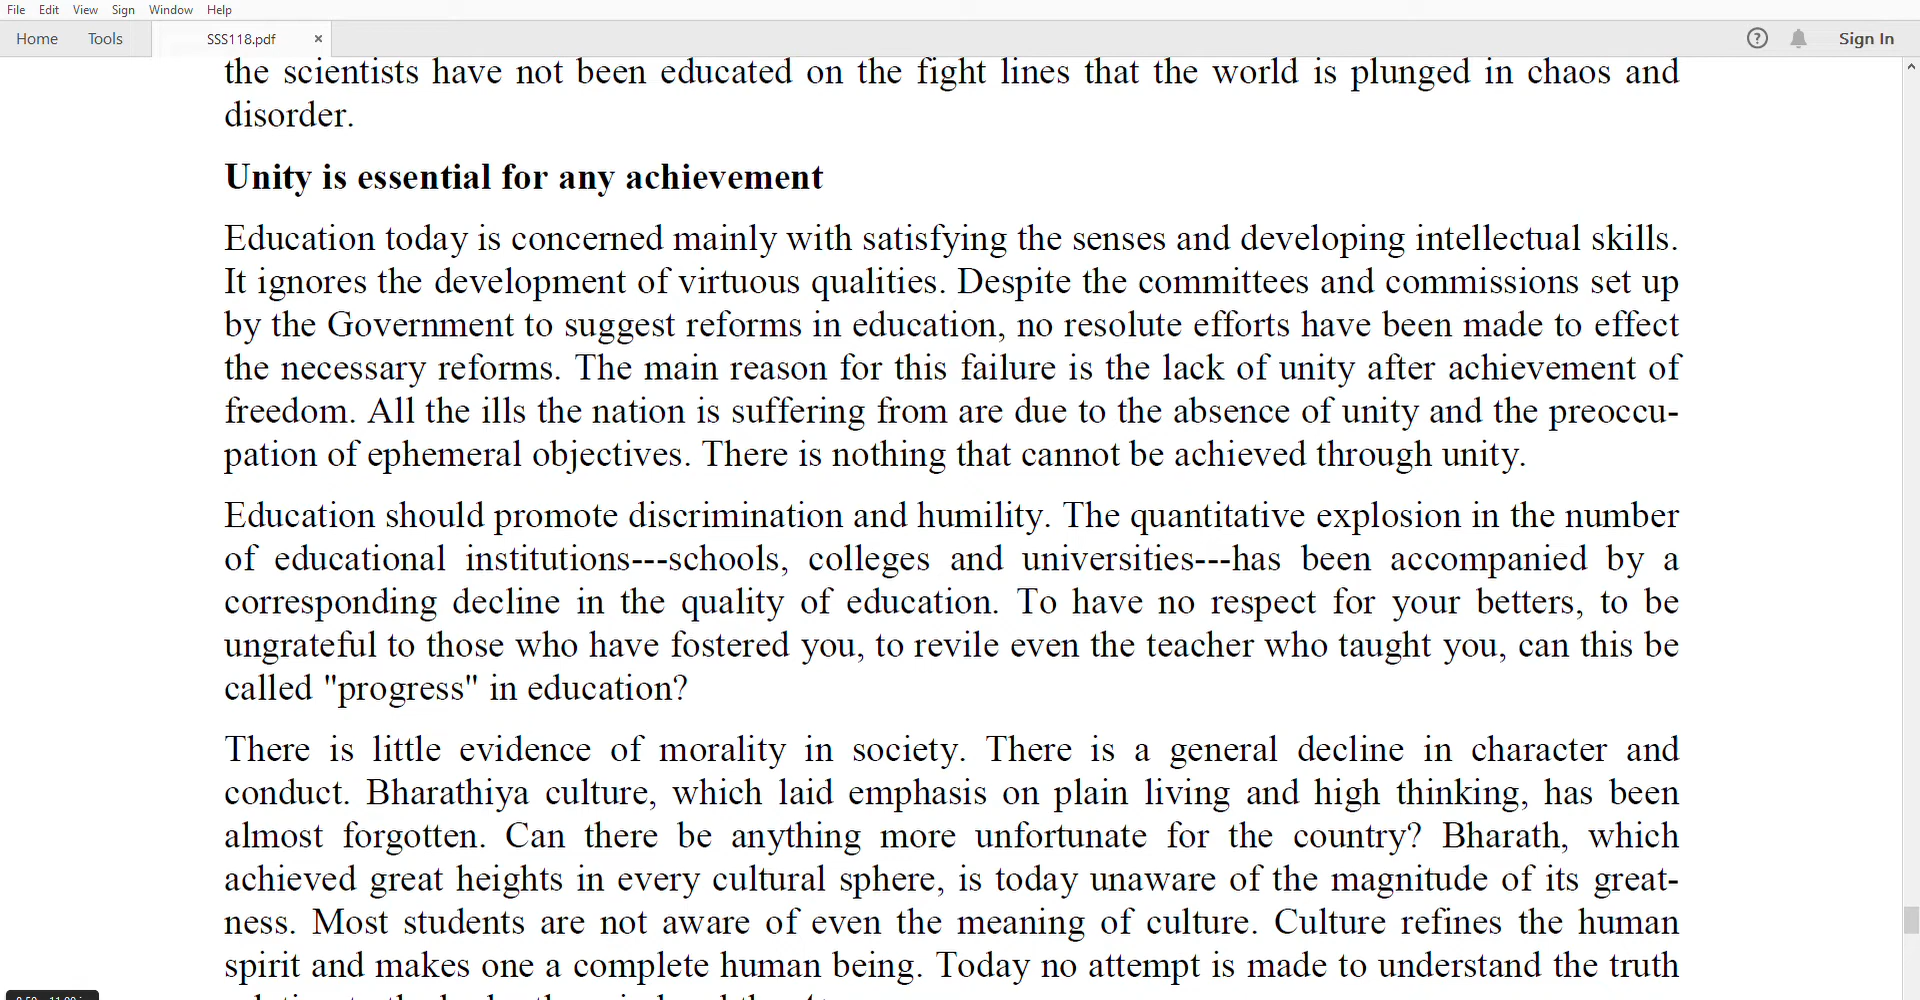 File Edit View Sign Window Help
Home Tools SSS118.pdf × ? Sign In
the scientists have not been educated on the fight lines that the world is plunged in chaos and
disorder.
Unity is essential for any achievement
Education today is concerned mainly with satisfying the senses and developing intellectual skills.
It ignores the development of virtuous qualities. Despite the committees and commissions set up
by the Government to suggest reforms in education, no resolute efforts have been made to effect
the necessary reforms. The main reason for this failure is the lack of unity after achievement of
freedom. All the ills the nation is suffering from are due to the absence of unity and the preoccu-
pation of ephemeral objectives. There is nothing that cannot be achieved through unity.
Education should promote discrimination and humility. The quantitative explosion in the number
of educational institutions---schools, colleges and universities---has been accompanied by a
corresponding decline in the quality of education. To have no respect for your betters, to be
ungrateful to those who have fostered you, to revile even the teacher who taught you, can this be
called "progress" in education?
There is little evidence of morality in society. There is a general decline in character and
conduct. Bharathiya culture, which laid emphasis on plain living and high thinking, has been
almost forgotten. Can there be anything more unfortunate for the country? Bharath, which
achieved great heights in every cultural sphere, is today unaware of the magnitude of its great-
ness. Most students are not aware of even the meaning of culture. Culture refines the human
spirit and makes one a complete human being. Today no attempt is made to understand the truth